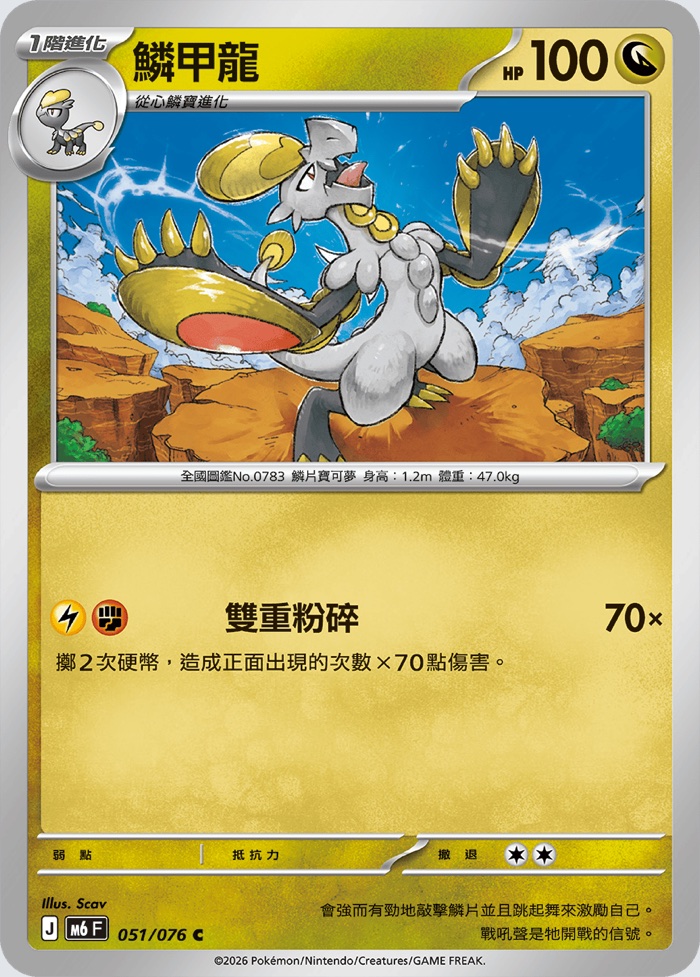 1階進化
鱗甲龍
HP 100
從心鱗寶進化
全國圖鑑No.0783 鱗片寶可夢 身高：1.2m 體重：47.0kg
雙重粉碎 70×
擲2次硬幣，造成正面出現的次數×70點傷害。
弱點 抵抗力 撤退
Illus. Scav
會強而有勁地敲擊鱗片並且跳起舞來激勵自己。
戰吼聲是牠開戰的信號。
J M6 F 051/076 C
©2026 Pokémon/Nintendo/Creatures/GAME FREAK.